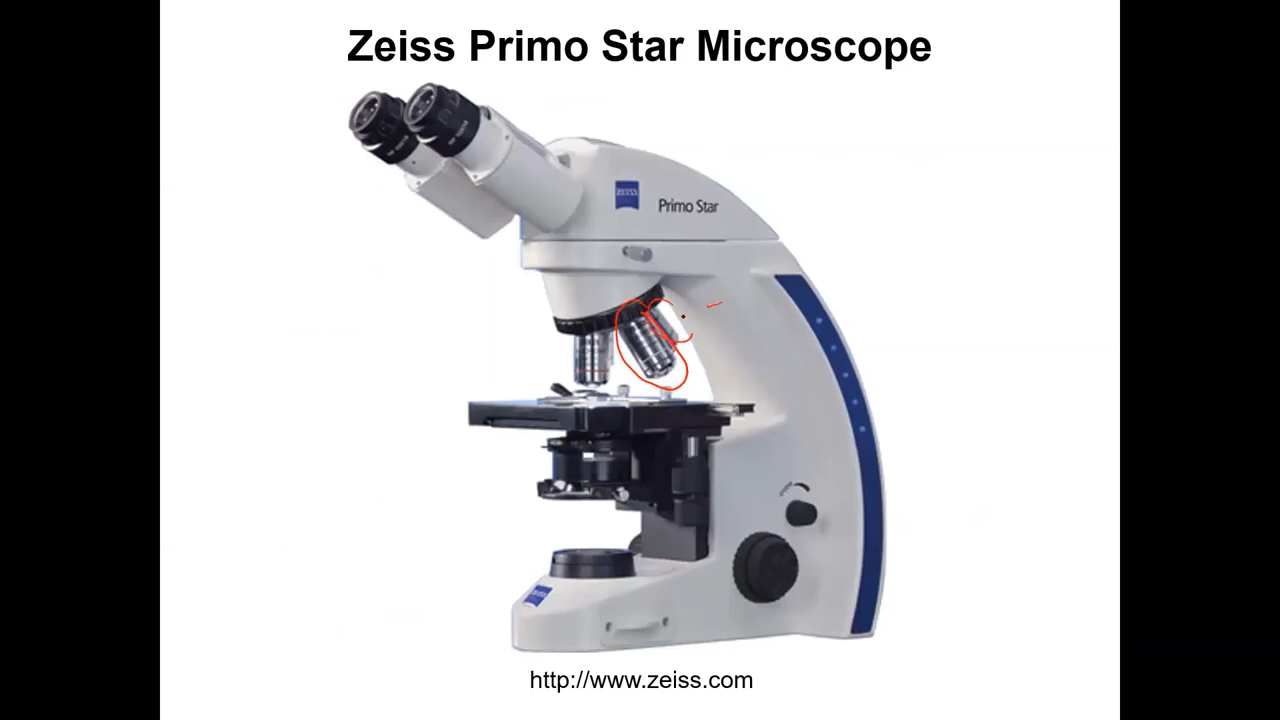 Zeiss Primo Star Microscope
ZEISS
Primo Star
ZEISS
http://www.zeiss.com